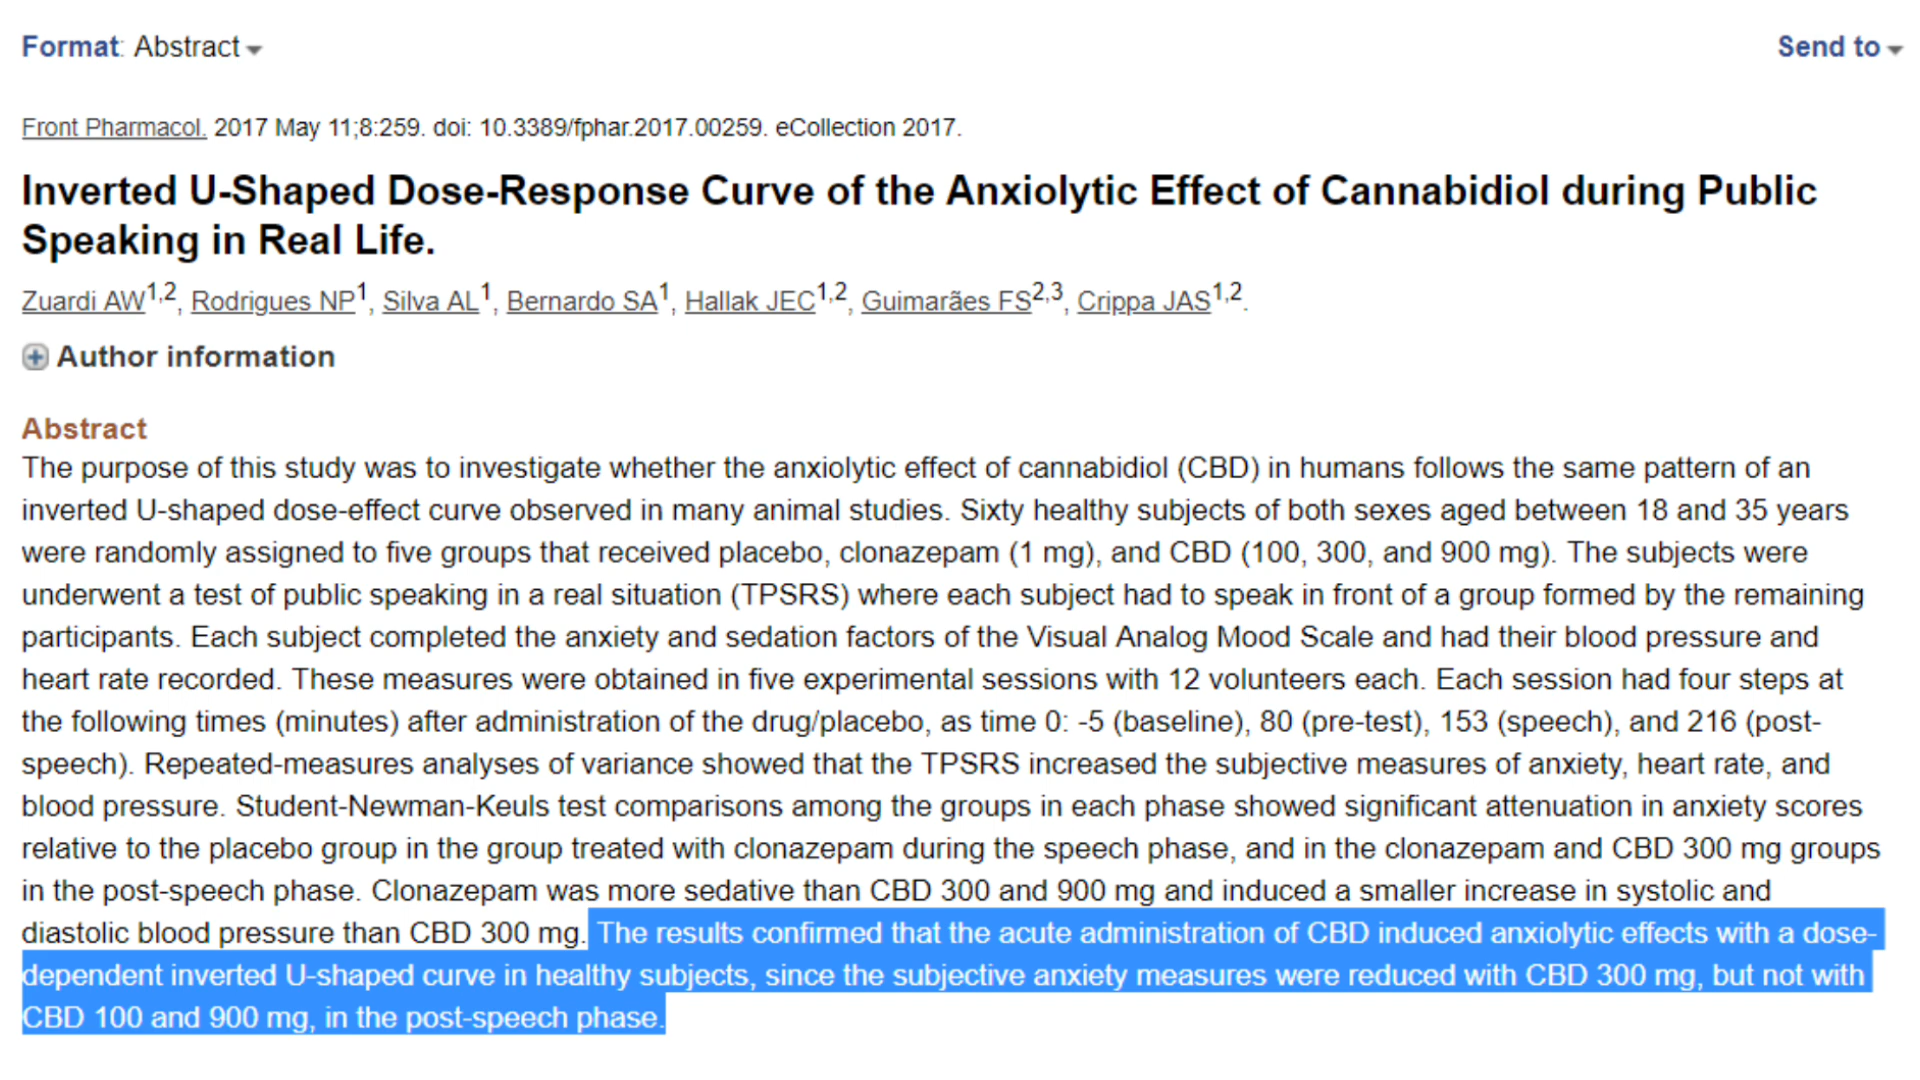 Format: Abstract
Send to
Front Pharmacol. 2017 May 11;8:259. doi: 10.3389/fphar.2017.00259. eCollection 2017.
Inverted U-Shaped Dose-Response Curve of the Anxiolytic Effect of Cannabidiol during Public
Speaking in Real Life.
Zuardi AW1,2, Rodrigues NP1, Silva AL1, Bernardo SA1, Hallak JEC1,2, Guimarães FS2,3, Crippa JAS1,2.
Author information
Abstract
The purpose of this study was to investigate whether the anxiolytic effect of cannabidiol (CBD) in humans follows the same pattern of an
inverted U-shaped dose-effect curve observed in many animal studies. Sixty healthy subjects of both sexes aged between 18 and 35 years
were randomly assigned to five groups that received placebo, clonazepam (1 mg), and CBD (100, 300, and 900 mg). The subjects were
underwent a test of public speaking in a real situation (TPSRS) where each subject had to speak in front of a group formed by the remaining
participants. Each subject completed the anxiety and sedation factors of the Visual Analog Mood Scale and had their blood pressure and
heart rate recorded. These measures were obtained in five experimental sessions with 12 volunteers each. Each session had four steps at
the following times (minutes) after administration of the drug/placebo, as time 0: -5 (baseline), 80 (pre-test), 153 (speech), and 216 (post-
speech). Repeated-measures analyses of variance showed that the TPSRS increased the subjective measures of anxiety, heart rate, and
blood pressure. Student-Newman-Keuls test comparisons among the groups in each phase showed significant attenuation in anxiety scores
relative to the placebo group in the group treated with clonazepam during the speech phase, and in the clonazepam and CBD 300 mg groups
in the post-speech phase. Clonazepam was more sedative than CBD 300 and 900 mg and induced a smaller increase in systolic and
diastolic blood pressure than CBD 300 mg. The results confirmed that the acute administration of CBD induced anxiolytic effects with a dose-
dependent inverted U-shaped curve in healthy subjects, since the subjective anxiety measures were reduced with CBD 300 mg, but not with
CBD 100 and 900 mg, in the post-speech phase.